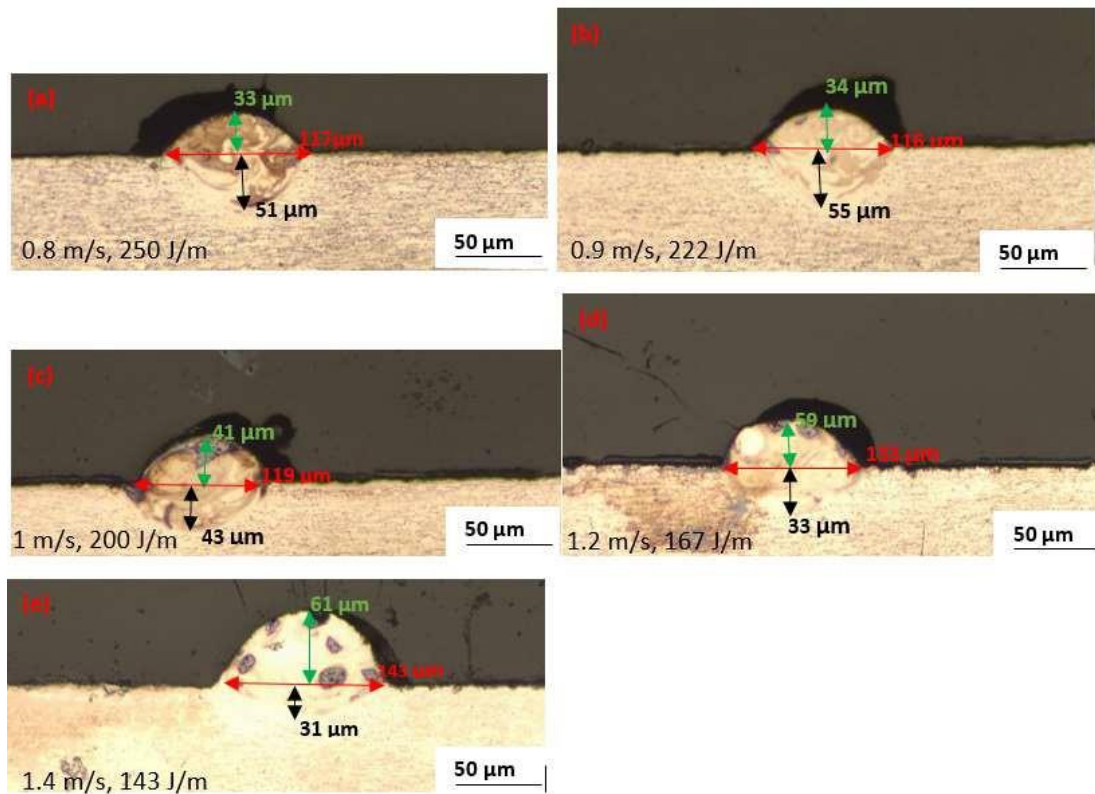 (a)
33 µm
117µm
51 µm
50 µm
0.8 m/s, 250 J/m
(b)
34 µm
116 µm
55 µm
50 µm
0.9 m/s, 222 J/m
(c)
41 µm
119 µm
43 µm
50 µm
1 m/s, 200 J/m
(d)
59 µm
µm
33 µm
50 µm
1.2 m/s, 167 J/m
(e)
61 µm
143 µm
31 µm
50 µm
1.4 m/s, 143 J/m